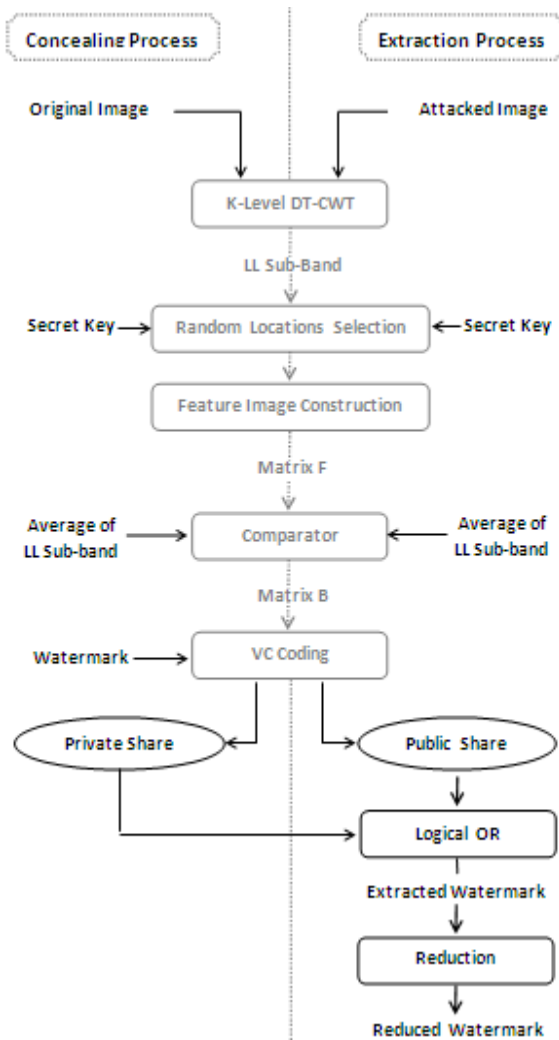 Concealing Process
Extraction Process
Original Image
Attacked Image
K-Level DT-CWT
LL Sub-Band
Secret Key
Random Locations Selection
Secret Key
Feature Image Construction
Matrix F
Average of
LL Sub-band
Comparator
Average of
LL Sub-band
Matrix B
Watermark
VC Coding
Private Share
Public Share
Logical OR
Extracted Watermark
Reduction
Reduced Watermark